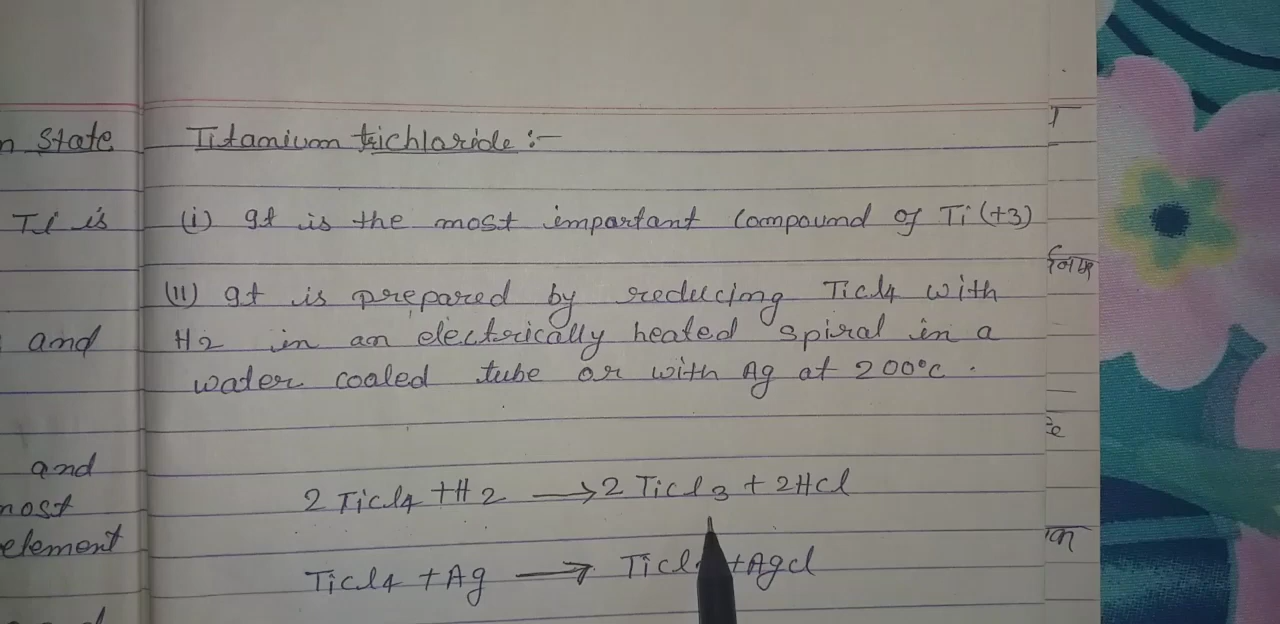 n State
Ti is
and
and
most
element
Titanium trichloride :-
(i) It is the most important Compound of Ti(+3)
(II) It is prepared by reducing Ticl4 with
H2 in an electrically heated spiral in a
water cooled tube or with Ag at 200°C.
2 Ticl4 + H2 → 2 Ticl3 + 2Hcl
Ticl4 + Ag → Ticl + Agcl